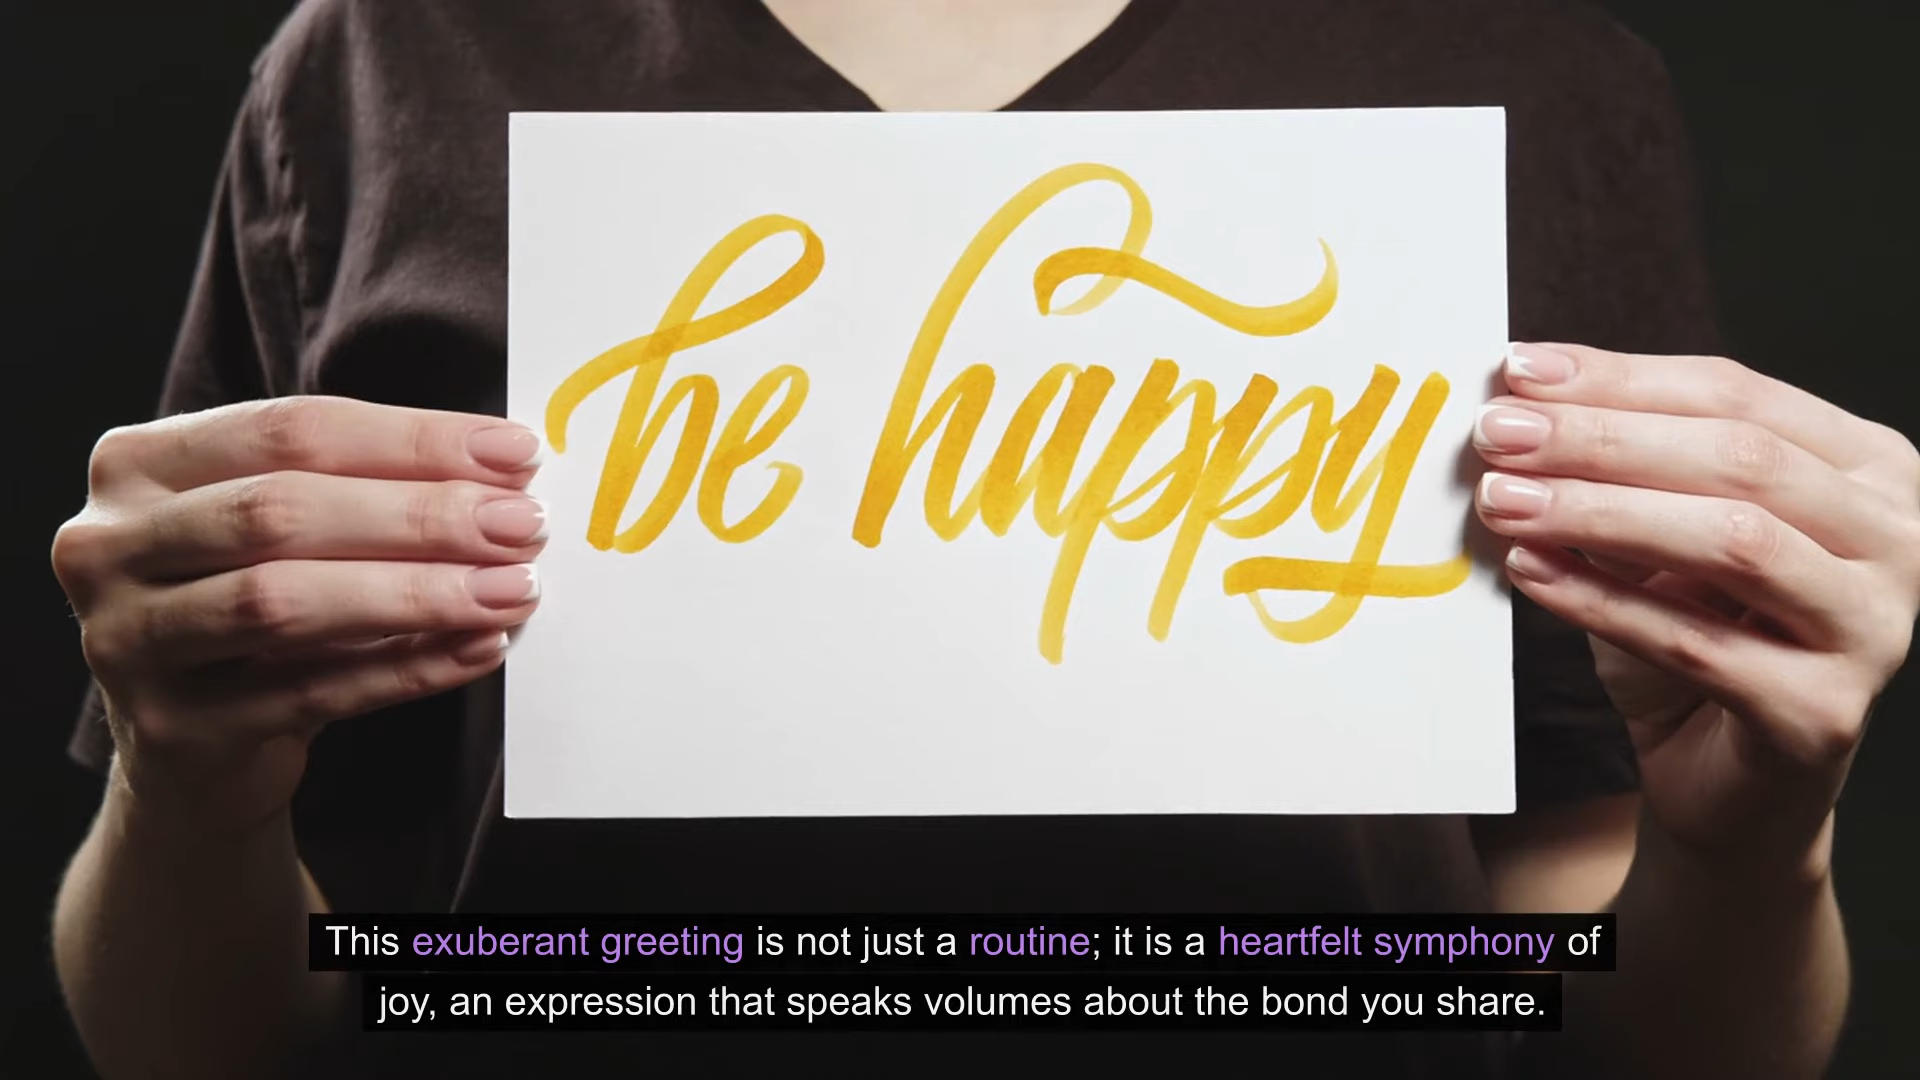 be happy
This exuberant greeting is not just a routine; it is a heartfelt symphony of
joy, an expression that speaks volumes about the bond you share.